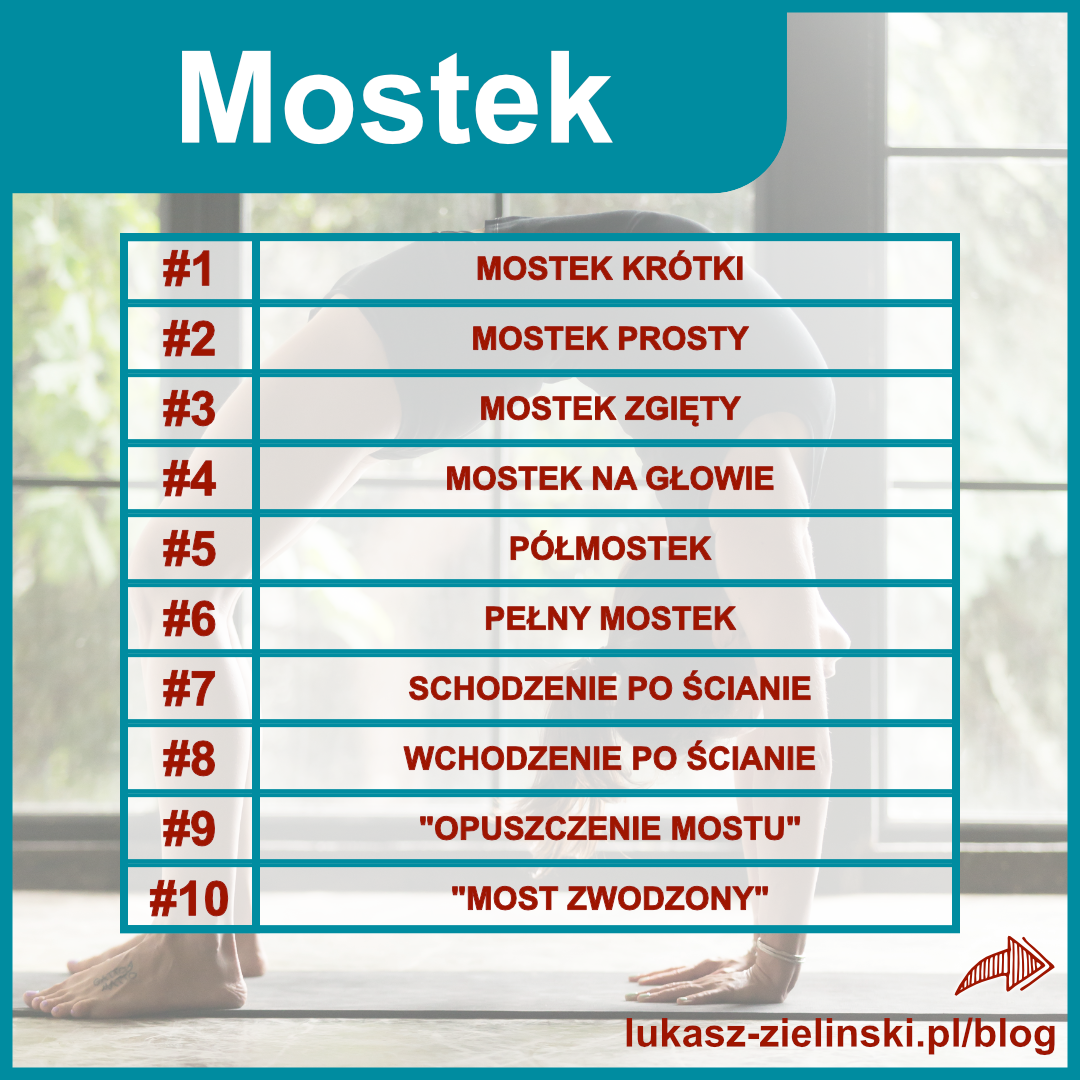 Mostek
#1 MOSTEK KRÓTKI
#2 MOSTEK PROSTY
#3 MOSTEK ZGIĘTY
#4 MOSTEK NA GŁOWIE
#5 PÓŁMOSTEK
#6 PEŁNY MOSTEK
#7 SCHODZENIE PO ŚCIANIE
#8 WCHODZENIE PO ŚCIANIE
#9 "OPUSZCZENIE MOSTU"
#10 "MOST ZWODZONY"
lukasz-zielinski.pl/blog